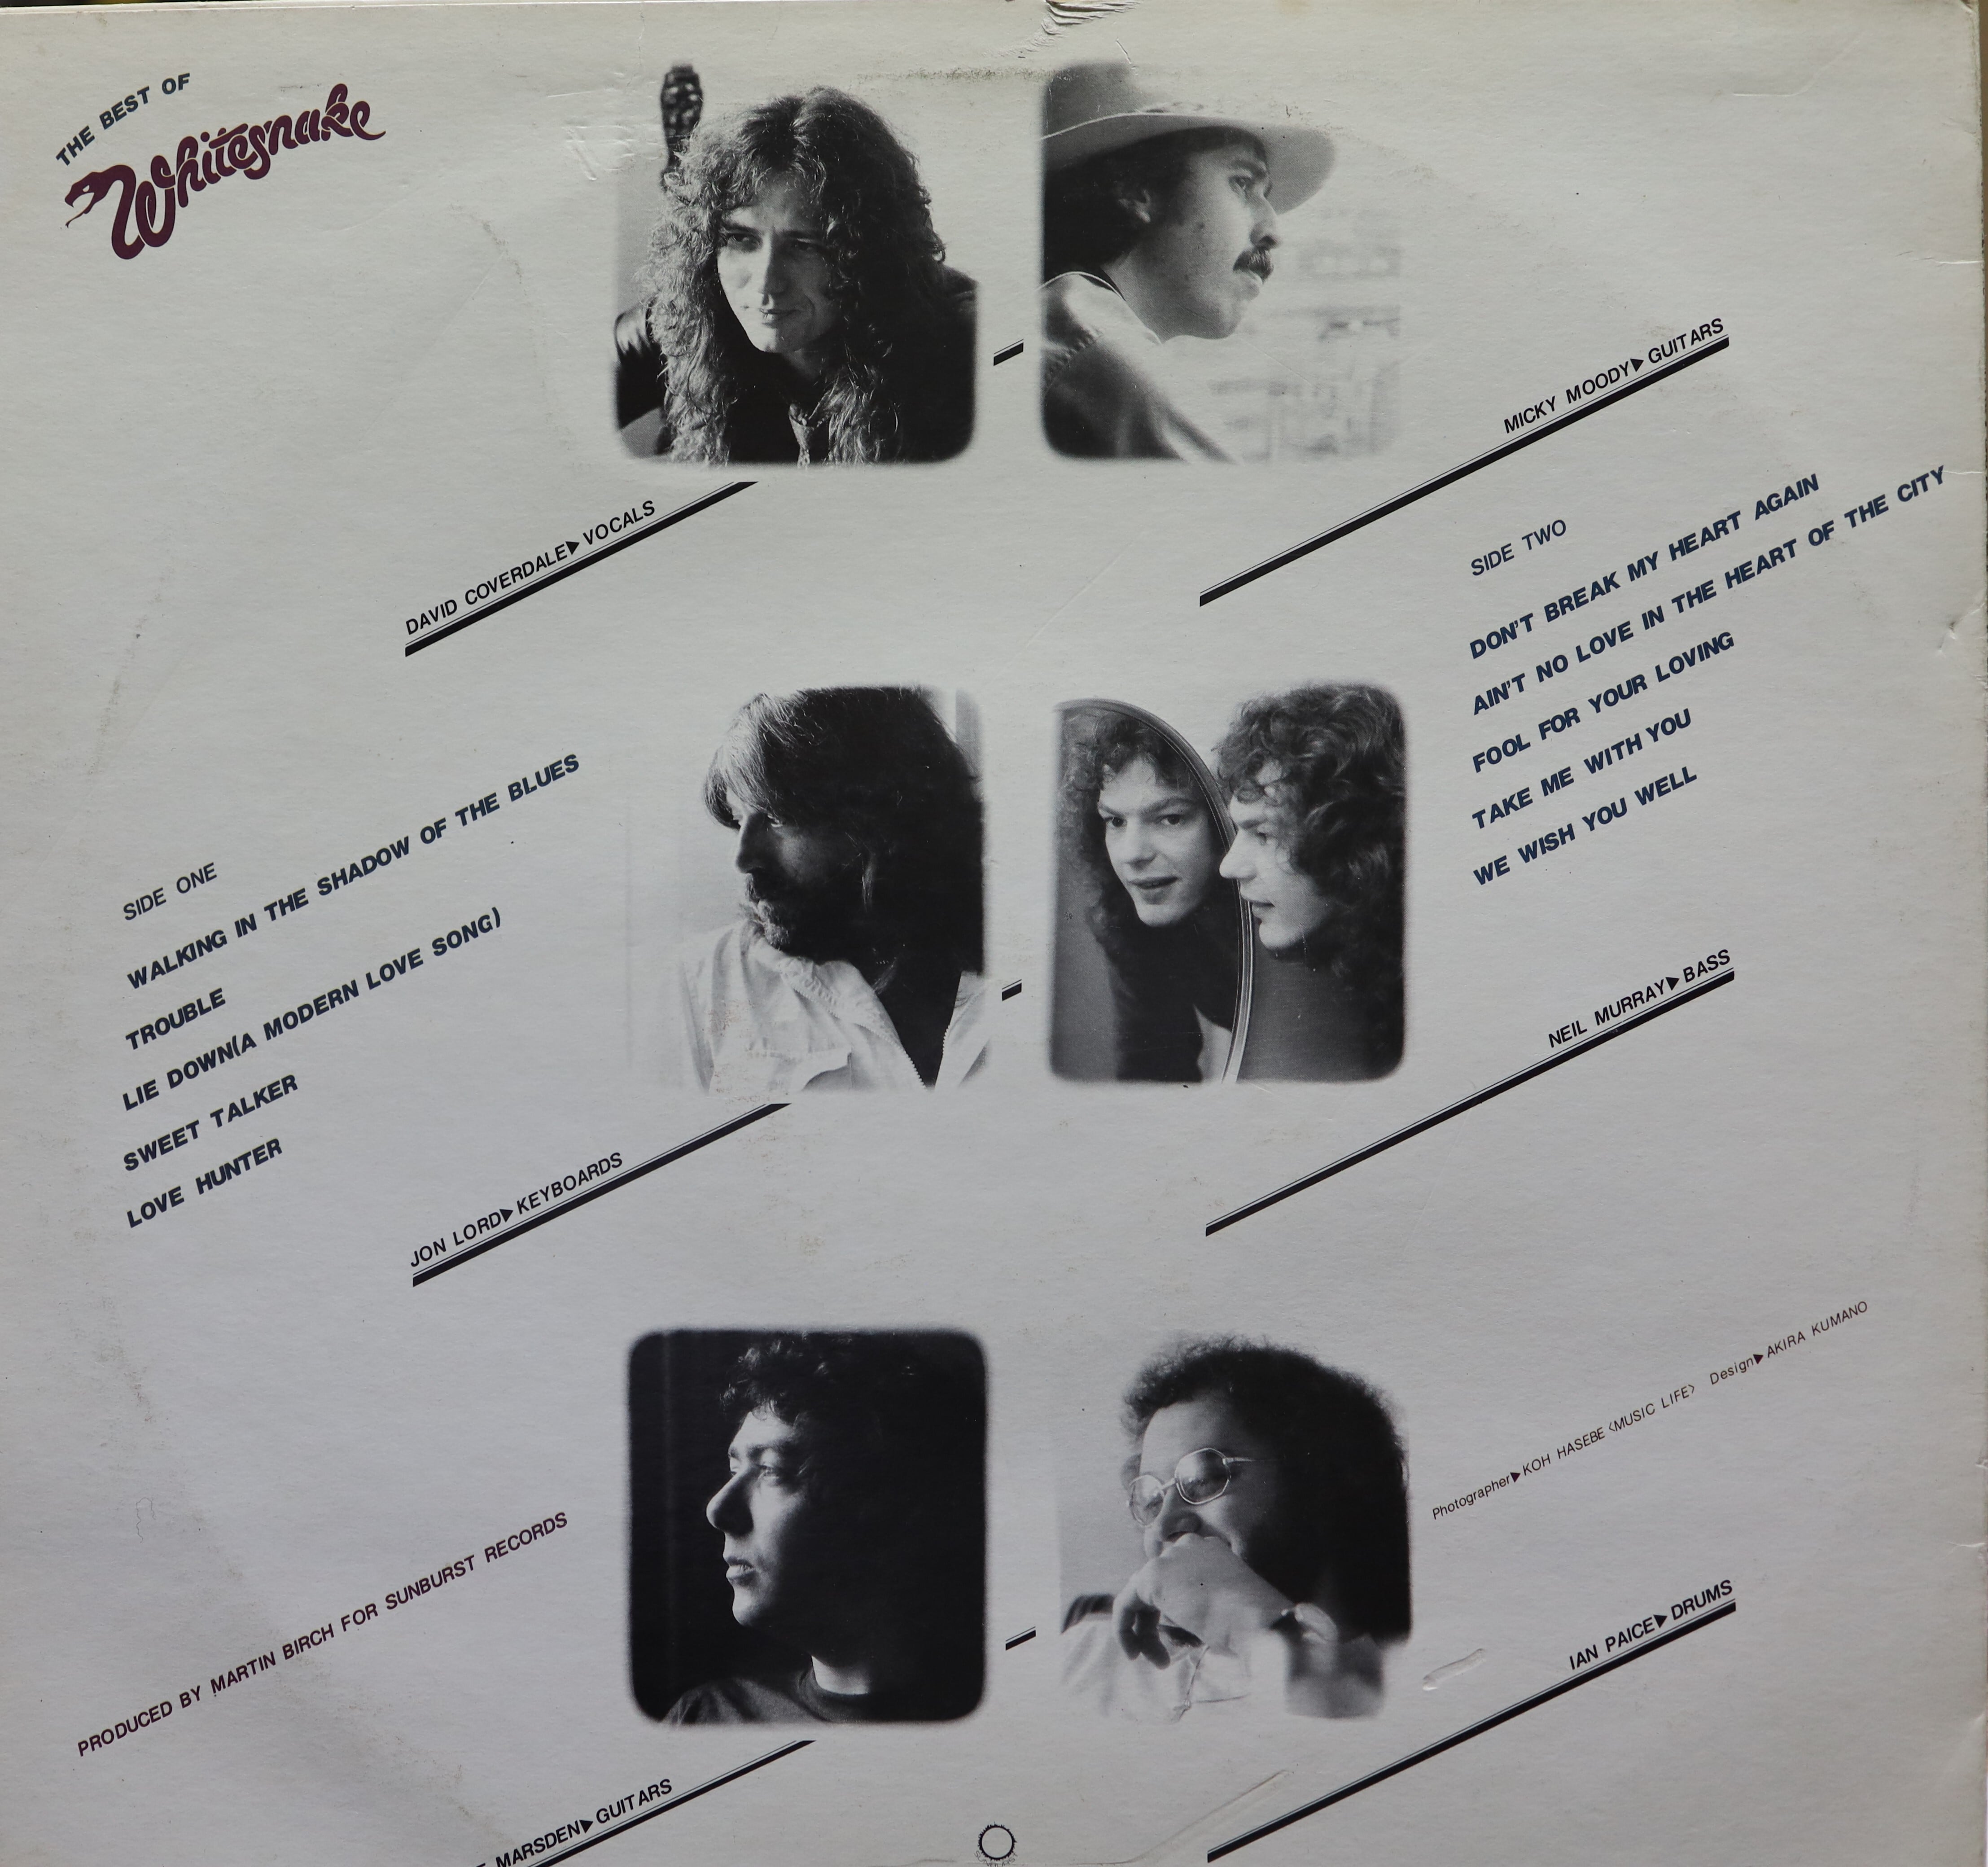 THE BEST OF
Whitesnake
DAVID COVERDALE▶VOCALS
MICKY MOODY▶GUITARS
SIDE ONE
WALKING IN THE SHADOW OF THE BLUES
TROUBLE
LIE DOWN(A MODERN LOVE SONG)
SWEET TALKER
LOVE HUNTER
SIDE TWO
DON'T BREAK MY HEART AGAIN
AIN'T NO LOVE IN THE HEART OF THE CITY
FOOL FOR YOUR LOVING
TAKE ME WITH YOU
WE WISH YOU WELL
JON LORD▶KEYBOARDS
NEIL MURRAY▶BASS
PRODUCED BY MARTIN BIRCH FOR SUNBURST RECORDS
Photographer▶KOH HASEBE〈MUSIC LIFE〉 Design▶AKIRA KUMANO
MARSDEN▶GUITARS
IAN PAICE▶DRUMS